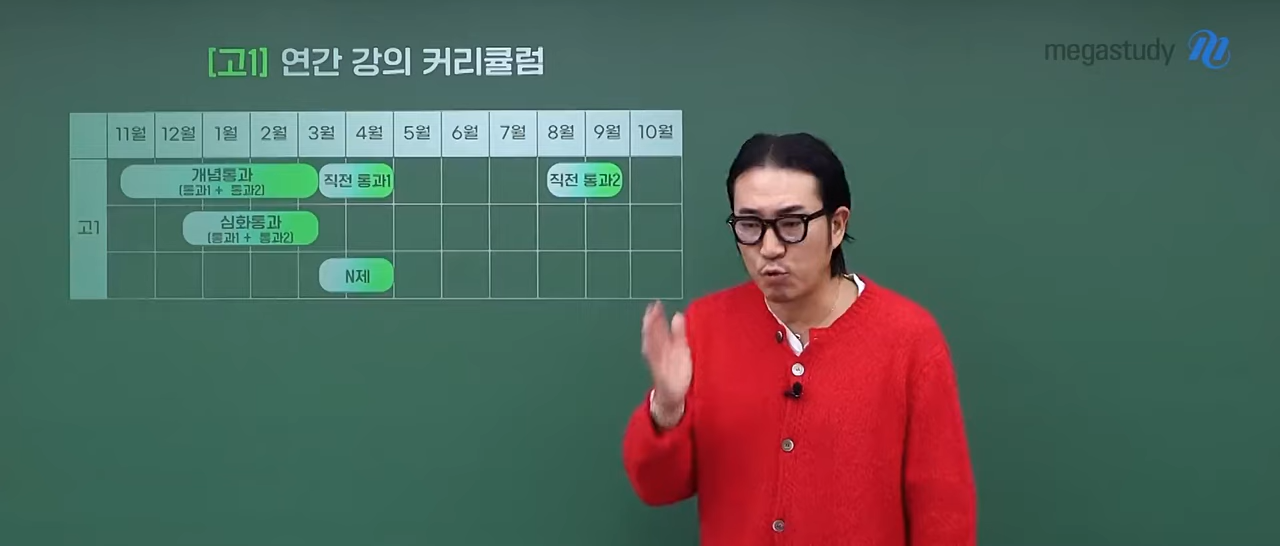 [고1] 연간 강의 커리큘럼
megastudy
11월 12월 1월 2월 3월 4월 5월 6월 7월 8월 9월 10월
고1
개념통과
(통과1 + 통과2)
직전 통과1
직전 통과2
심화통과
(통과1 + 통과2)
N제